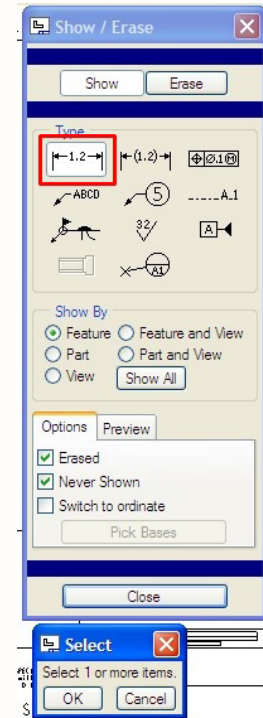 Show / Erase
Show Erase
Type
1.2 (1.2) Ø.1Ⓜ
ABCD 5 A.1
32/ A
A1
Show By
Feature Feature and View
Part Part and View
View Show All
Options Preview
Erased
Never Shown
Switch to ordinate
Pick Bases
Close
Select
Select 1 or more items.
OK Cancel
S